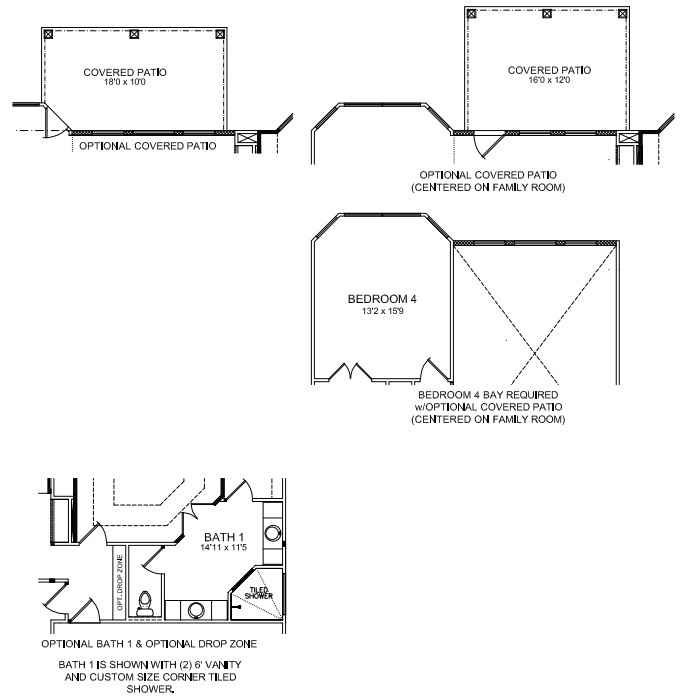 COVERED PATIO
18'0 x 10'0
OPTIONAL COVERED PATIO
COVERED PATIO
16'0 x 12'0
OPTIONAL COVERED PATIO
(CENTERED ON FAMILY ROOM)
BEDROOM 4
13'2 x 15'9
BEDROOM 4 BAY REQUIRED
w/OPTIONAL COVERED PATIO
(CENTERED ON FAMILY ROOM)
BATH 1
14'11 x 11'5
OPT. DROP ZONE
TILED
SHOWER
OPTIONAL BATH 1 & OPTIONAL DROP ZONE
BATH 1 IS SHOWN WITH (2) 6' VANITY
AND CUSTOM SIZE CORNER TILED
SHOWER.